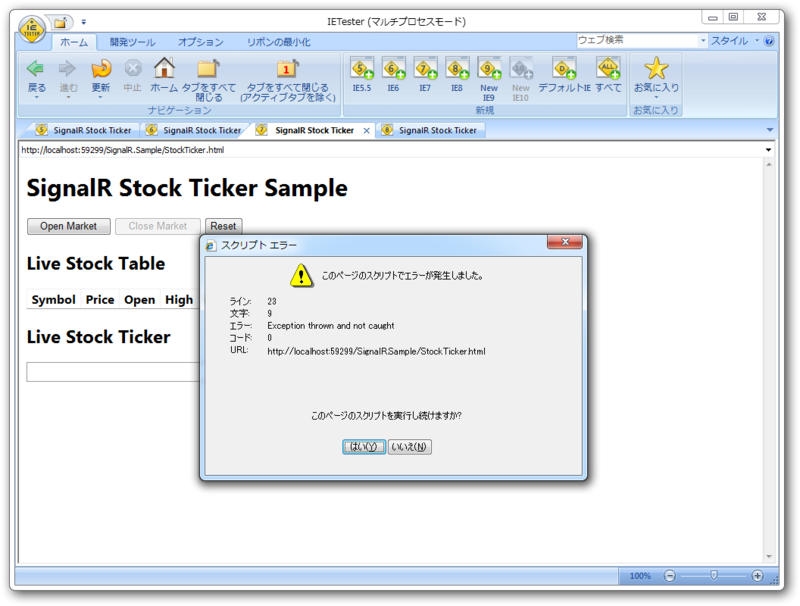 IETester (マルチプロセスモード)
ホーム 開発ツール オプション リボンの最小化 ウェブ検索 スタイル
戻る 進む 更新 中止 ホーム タブをすべて閉じる タブをすべて閉じる (アクティブタブを除く)
IE5.5 IE6 IE7 IE8 New IE9 New IE10 デフォルトIE すべて お気に入り
ナビゲーション 新規 お気に入り
SignalR Stock Ticker SignalR Stock Ticker SignalR Stock Ticker SignalR Stock Ticker
http://localhost:59299/SignalR.Sample/StockTicker.html
SignalR Stock Ticker Sample
Open Market Close Market Reset
Live Stock Table
Symbol Price Open High
Live Stock Ticker
スクリプト エラー
このページのスクリプトでエラーが発生しました。
ライン: 23
文字: 9
エラー: Exception thrown and not caught
コード: 0
URL: http://localhost:59299/SignalR.Sample/StockTicker.html
このページのスクリプトを実行し続けますか?
はい(Y) いいえ(N)
100%